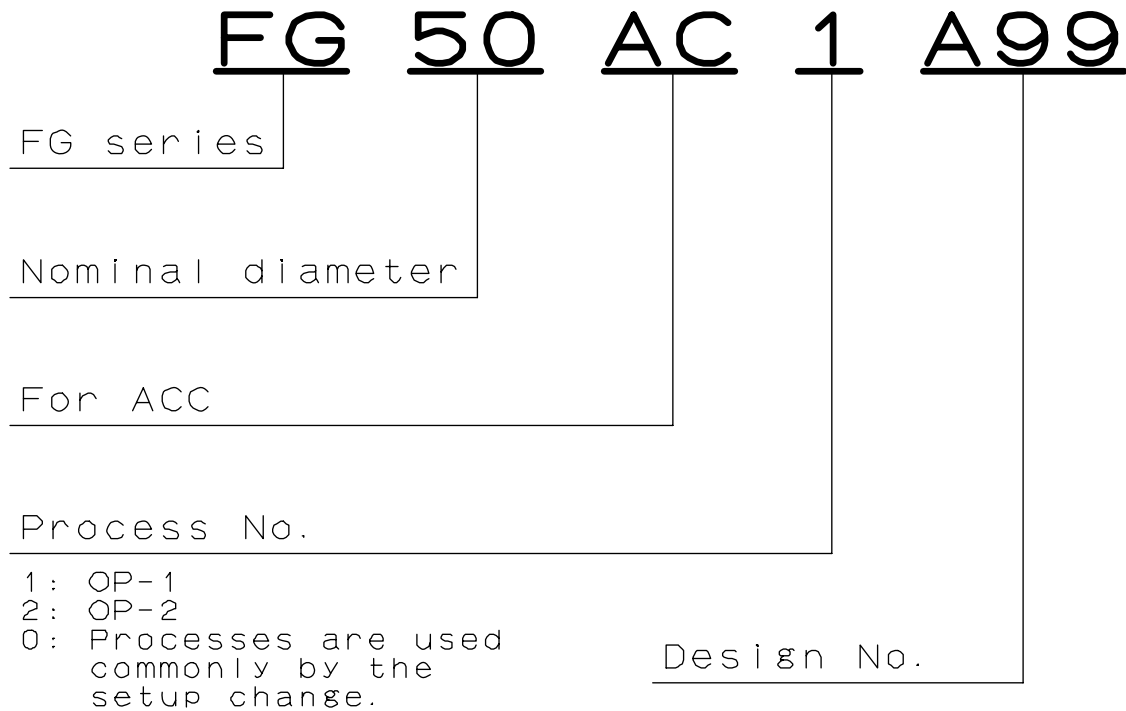 FG 50 AC 1 A99
FG series
Nominal diameter
For ACC
Process No.
1: OP-1
2: OP-2
0: Processes are used
commonly by the
setup change.
Design No.